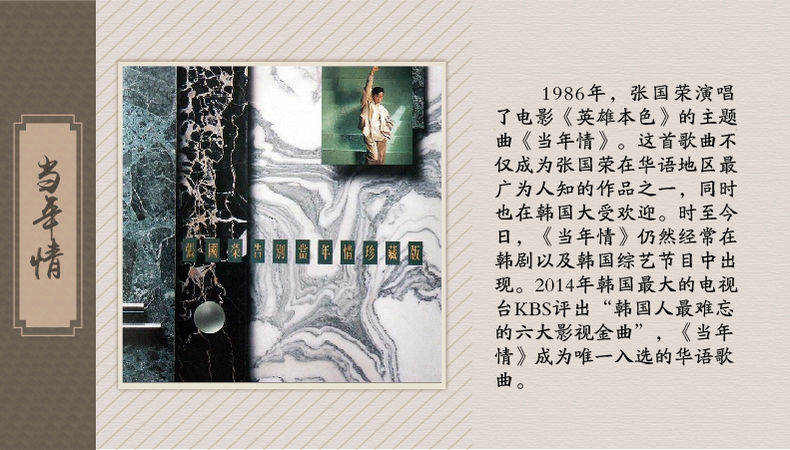 当年情
張國榮告別當年情珍藏版
1986年，张国荣演唱
了电影《英雄本色》的主题
曲《当年情》。这首歌曲不
仅成为张国荣在华语地区最
广为人知的作品之一，同时
也在韩国大受欢迎。时至今
日，《当年情》仍然经常在
韩剧以及韩国综艺节目中出
现。2014年韩国最大的电视
台KBS评出“韩国人最难忘
的六大影视金曲”，《当年
情》成为唯一入选的华语歌
曲。